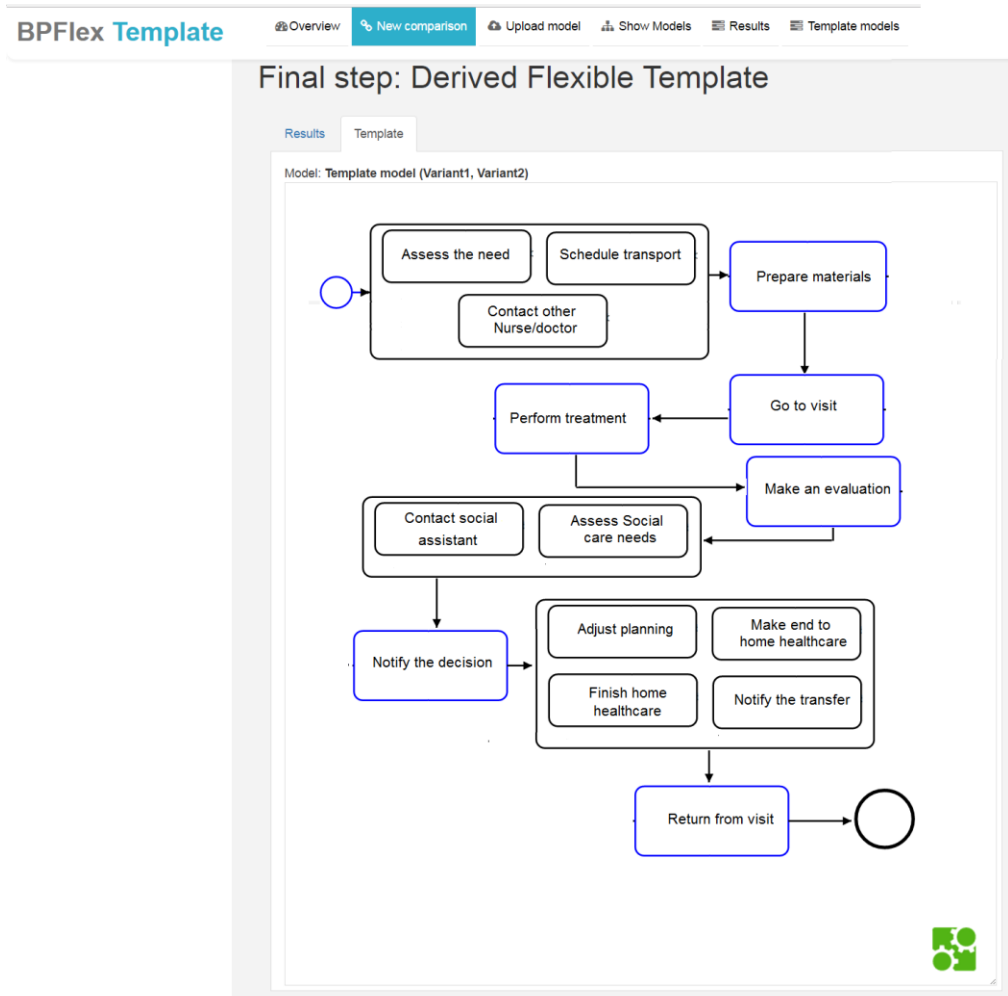 BPFlex Template
Overview
New comparison
Upload model
Show Models
Results
Template models
Final step: Derived Flexible Template
Results
Template
Model: Template model (Variant1, Variant2)
Assess the need
Schedule transport
Contact other
Nurse/doctor
Prepare materials
Go to visit
Perform treatment
Make an evaluation
Contact social
assistant
Assess Social
care needs
Notify the decision
Adjust planning
Make end to
home healthcare
Finish home
healthcare
Notify the transfer
Return from visit